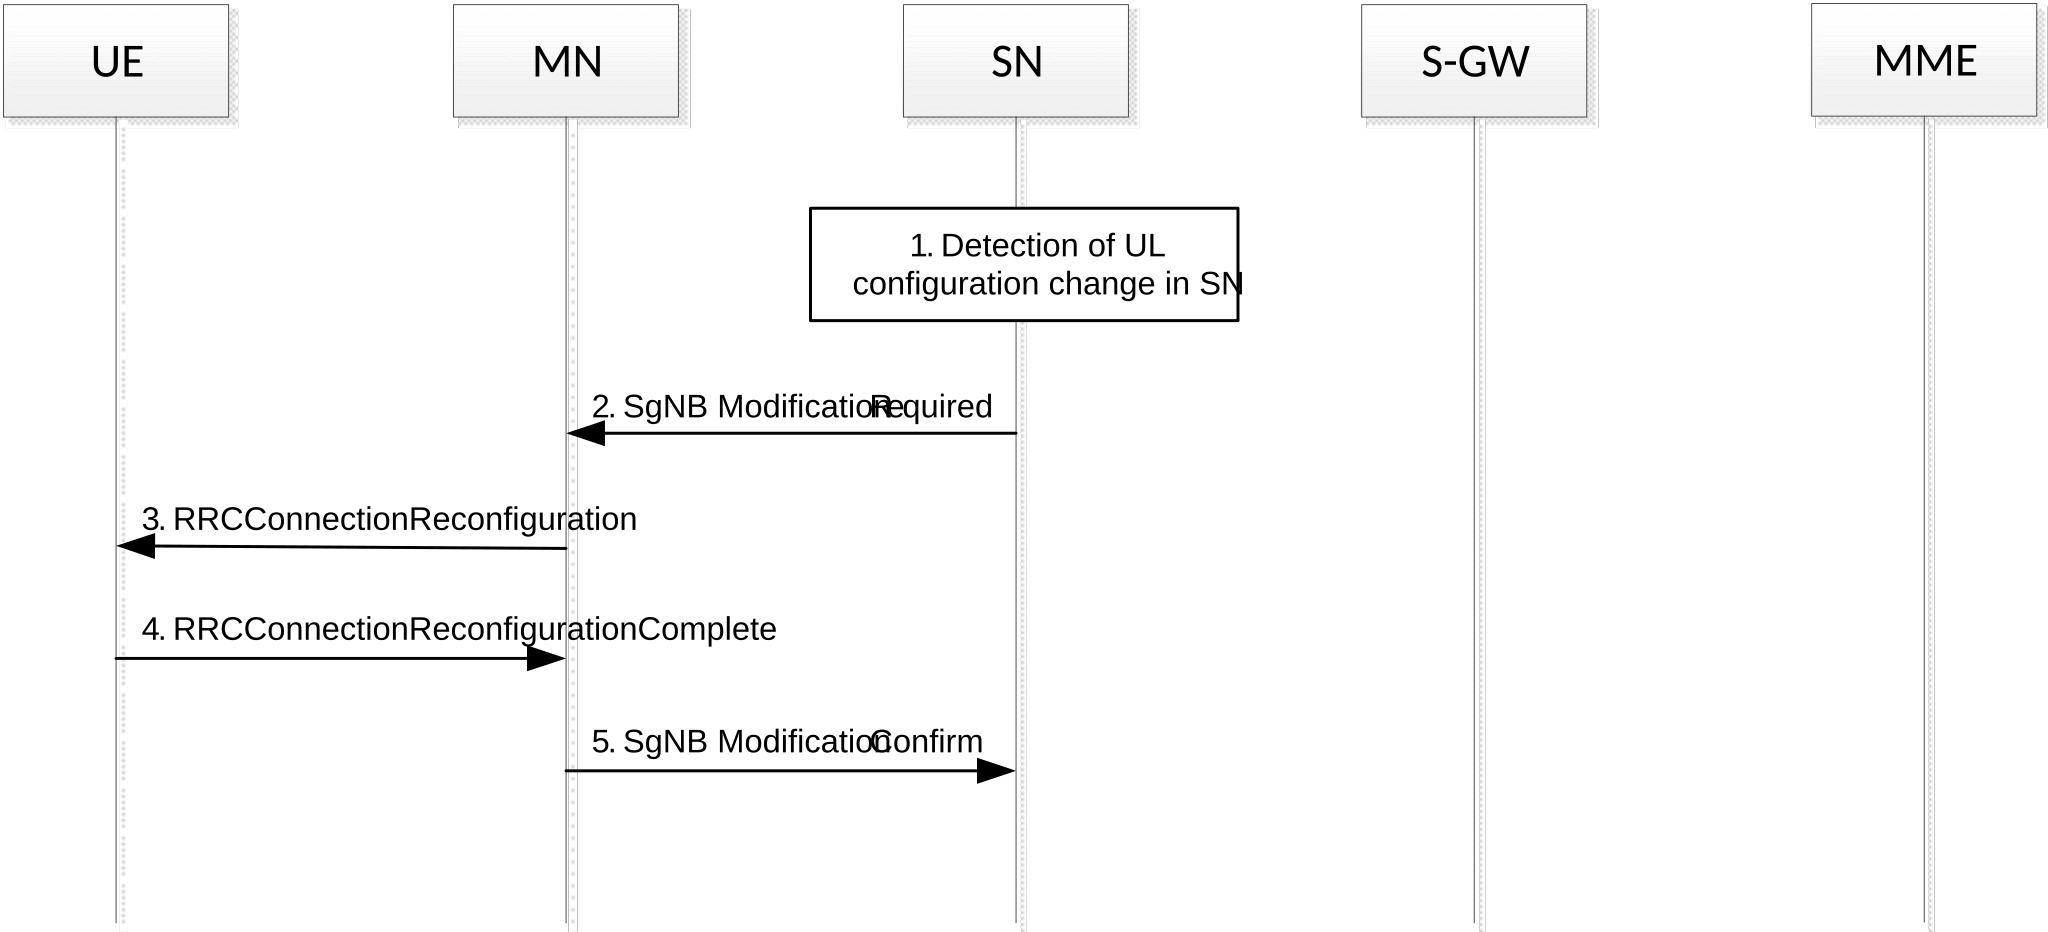 UE
MN
SN
S-GW
MME
1. Detection of UL
configuration change in SN
2. SgNB Modification Required
3. RRCConnectionReconfiguration
4. RRCConnectionReconfigurationComplete
5. SgNB Modification Confirm